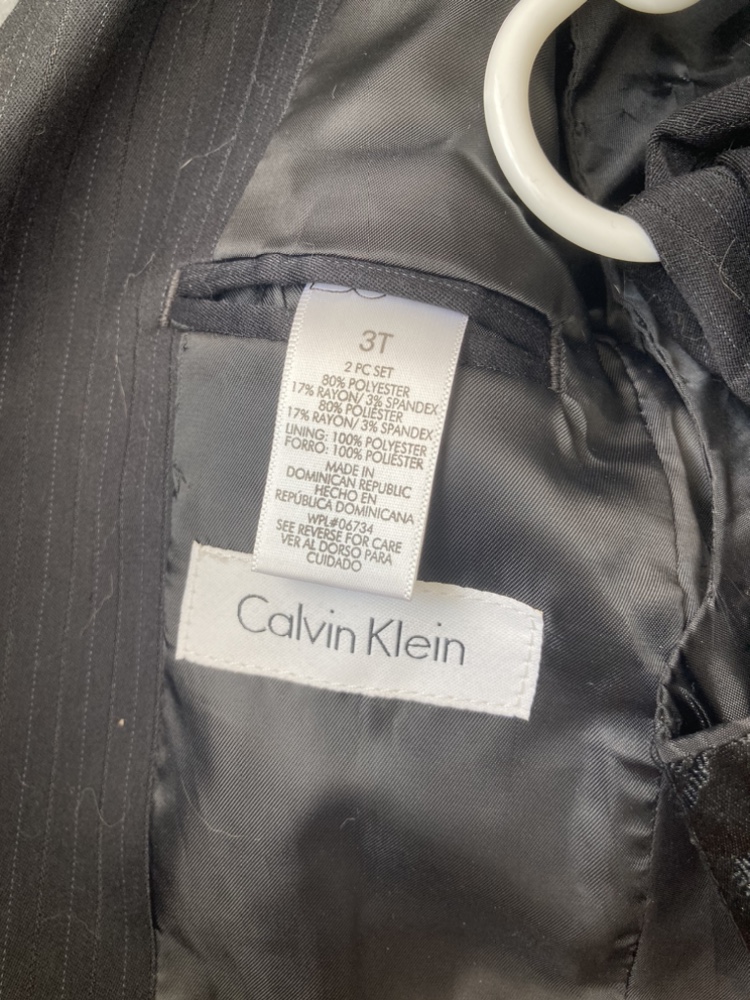 3T
2 PC SET
80% POLYESTER
17% RAYON/ 3% SPANDEX
80% POLIÉSTER
17% RAYON/ 3% SPANDEX
LINING: 100% POLYESTER
FORRO: 100% POLIÉSTER
MADE IN
DOMINICAN REPUBLIC
HECHO EN
REPÚBLICA DOMINICANA
WPL#06734
SEE REVERSE FOR CARE
VER AL DORSO PARA
CUIDADO
Calvin Klein